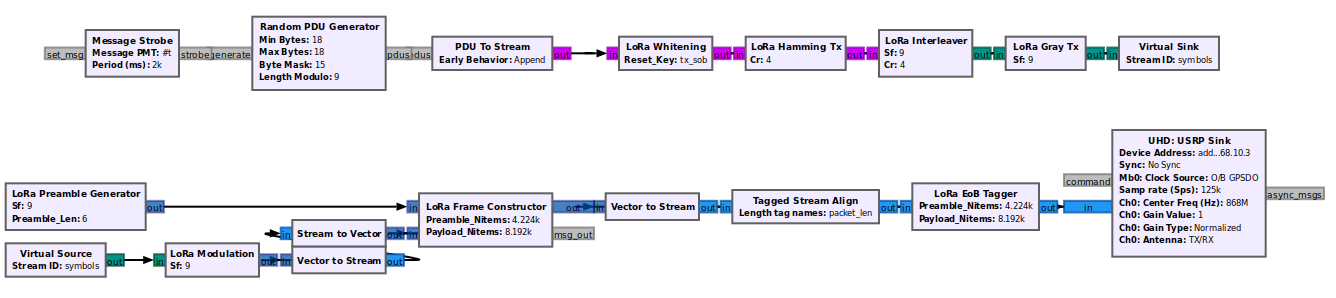 set_msg
Message Strobe
Message PMT: #t
Period (ms): 2k
strobe
generate
Random PDU Generator
Min Bytes: 18
Max Bytes: 18
Byte Mask: 15
Length Modulo: 9
pdus
dus
PDU To Stream
Early Behavior: Append
out
in
LoRa Whitening
Reset_Key: tx_sob
out
in
LoRa Hamming Tx
Cr: 4
out
in
LoRa Interleaver
Sf: 9
Cr: 4
out
in
LoRa Gray Tx
Sf: 9
out
in
Virtual Sink
Stream ID: symbols
LoRa Preamble Generator
Sf: 9
Preamble_Len: 6
out
Virtual Source
Stream ID: symbols
out
in
LoRa Modulation
Sf: 9
out
in
Vector to Stream
out
in
Stream to Vector
out
in
in
LoRa Frame Constructor
Preamble_Nitems: 4.224k
Payload_Nitems: 8.192k
out
msg_out
in
Vector to Stream
out
in
Tagged Stream Align
Length tag names: packet_len
out
in
LoRa EoB Tagger
Preamble_Nitems: 4.224k
Payload_Nitems: 8.192k
out
command
in
UHD: USRP Sink
Device Address: add...68.10.3
Sync: No Sync
Mb0: Clock Source: O/B GPSDO
Samp rate (Sps): 125k
Ch0: Center Freq (Hz): 868M
Ch0: Gain Value: 1
Ch0: Gain Type: Normalized
Ch0: Antenna: TX/RX
async_msgs